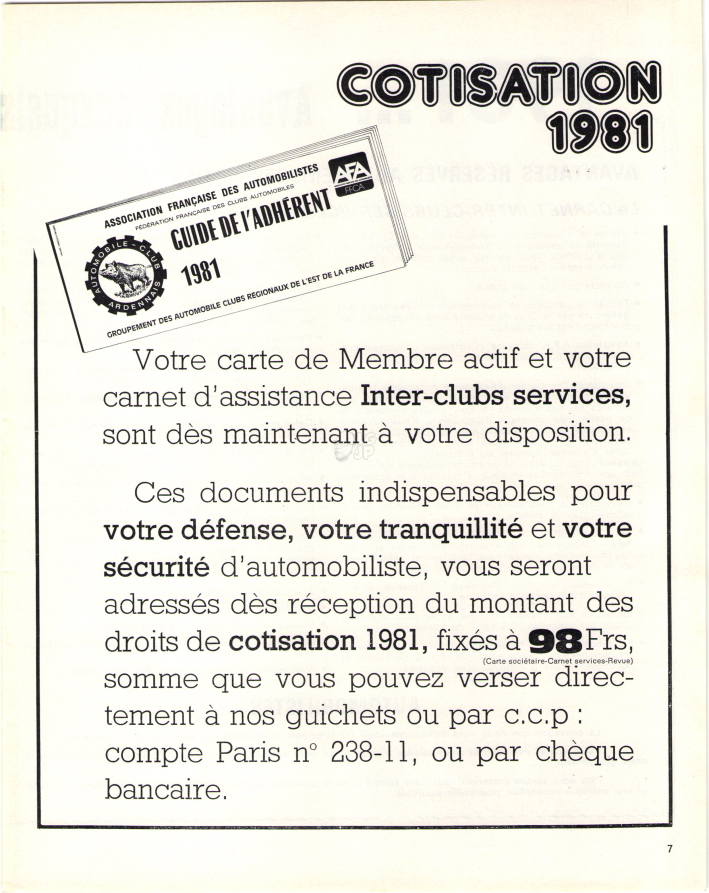 COTISATION
1981
ASSOCIATION FRANÇAISE DES AUTOMOBILISTES
FÉDÉRATION FRANÇAISE DES CLUBS AUTOMOBILES
AFA
FFCA
GUIDE DE L'ADHÉRENT
1981
AUTOMOBILE-CLUB
ARDENNAIS
GROUPEMENT DES AUTOMOBILE CLUBS RÉGIONAUX DE L'EST DE LA FRANCE
Votre carte de Membre actif et votre
carnet d'assistance Inter-clubs services,
sont dès maintenant à votre disposition.
Ces documents indispensables pour
votre défense, votre tranquillité et votre
sécurité d'automobiliste, vous seront
adressés dès réception du montant des
droits de cotisation 1981, fixés à 98 Frs,
(Carte sociétaire-Carnet services-Revue)
somme que vous pouvez verser direc-
tement à nos guichets ou par c.c.p :
compte Paris n° 238-11, ou par chèque
bancaire.
7